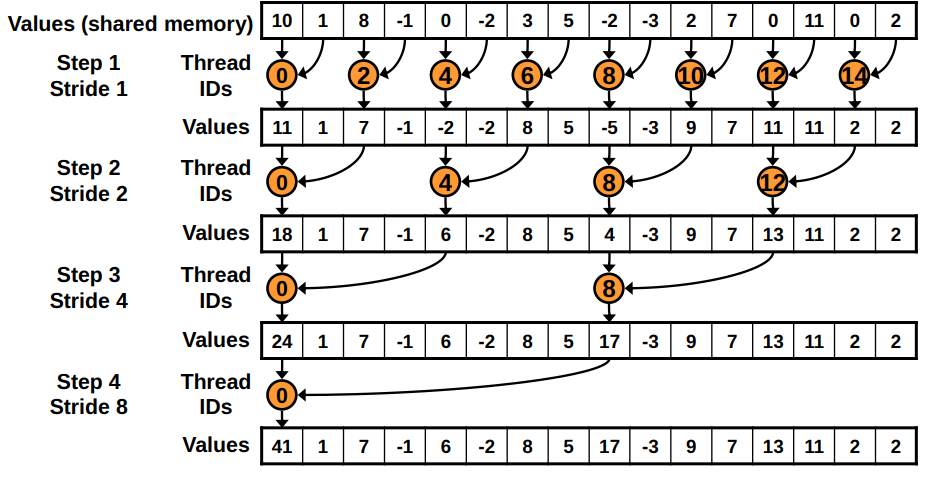 Values (shared memory) 10 1 8 -1 0 -2 3 5 -2 -3 2 7 0 11 0 2
Step 1 Thread
Stride 1 IDs
0 2 4 6 8 10 12 14
Values 11 1 7 -1 -2 -2 8 5 -5 -3 9 7 11 11 2 2
Step 2 Thread
Stride 2 IDs
0 4 8 12
Values 18 1 7 -1 6 -2 8 5 4 -3 9 7 13 11 2 2
Step 3 Thread
Stride 4 IDs
0 8
Values 24 1 7 -1 6 -2 8 5 17 -3 9 7 13 11 2 2
Step 4 Thread
Stride 8 IDs
0
Values 41 1 7 -1 6 -2 8 5 17 -3 9 7 13 11 2 2